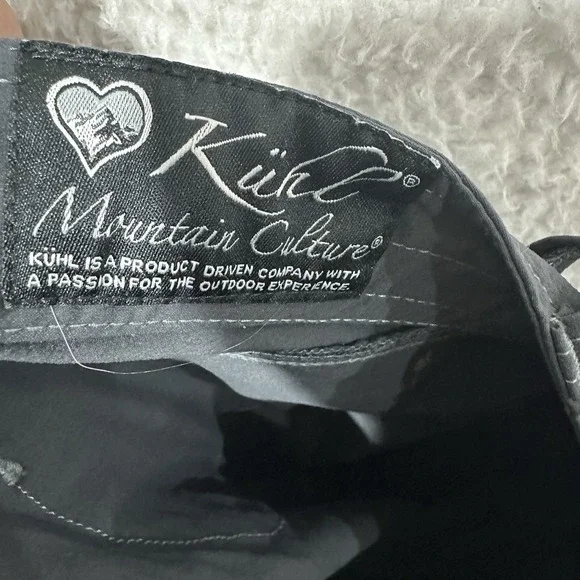 Kühl®
Mountain Culture®
KÜHL IS A PRODUCT DRIVEN COMPANY WITH
A PASSION FOR THE OUTDOOR EXPERIENCE.